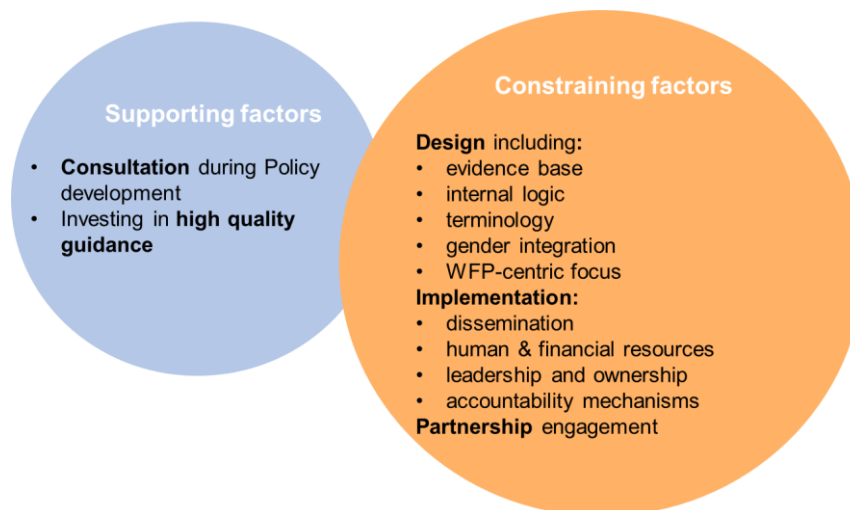 Supporting factors
• Consultation during Policy
development
• Investing in high quality
guidance
Constraining factors
Design including:
• evidence base
• internal logic
• terminology
• gender integration
• WFP-centric focus
Implementation:
• dissemination
• human & financial resources
• leadership and ownership
• accountability mechanisms
Partnership engagement